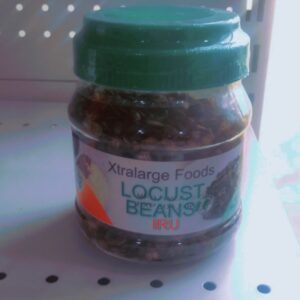 Xtralarge Foods
LOCUST
BEANS
IRU